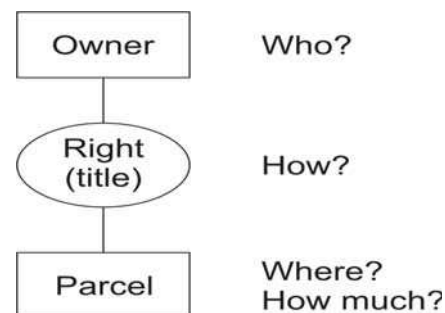 Owner Who?
Right
(title)
How?
Parcel
Where?
How much?